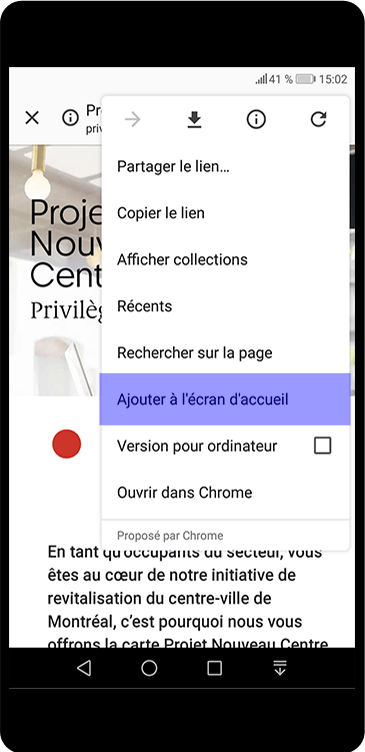 41 % 15:02
Pr
priv
Partager le lien…
Copier le lien
Afficher collections
Récents
Rechercher sur la page
Ajouter à l'écran d'accueil
Version pour ordinateur
Ouvrir dans Chrome
Proposé par Chrome
Proje
Nouv
Centr
Privilèg
En tant qu'occupants du secteur, vous
êtes au cœur de notre initiative de
revitalisation du centre-ville de
Montréal, c'est pourquoi nous vous
offrons la carte Projet Nouveau Centre